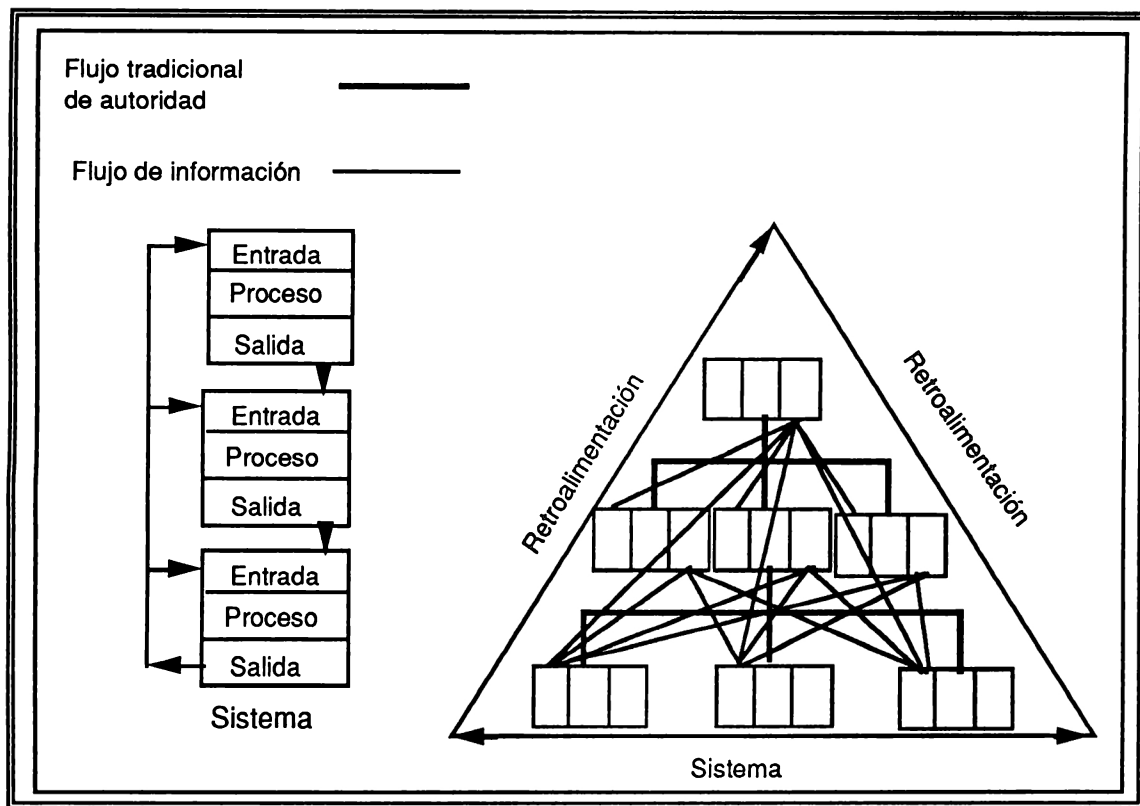 Flujo tradicional
de autoridad
Flujo de información
Entrada
Proceso
Salida
Entrada
Proceso
Salida
Entrada
Proceso
Salida
Sistema
Retroalimentación
Retroalimentación
Sistema